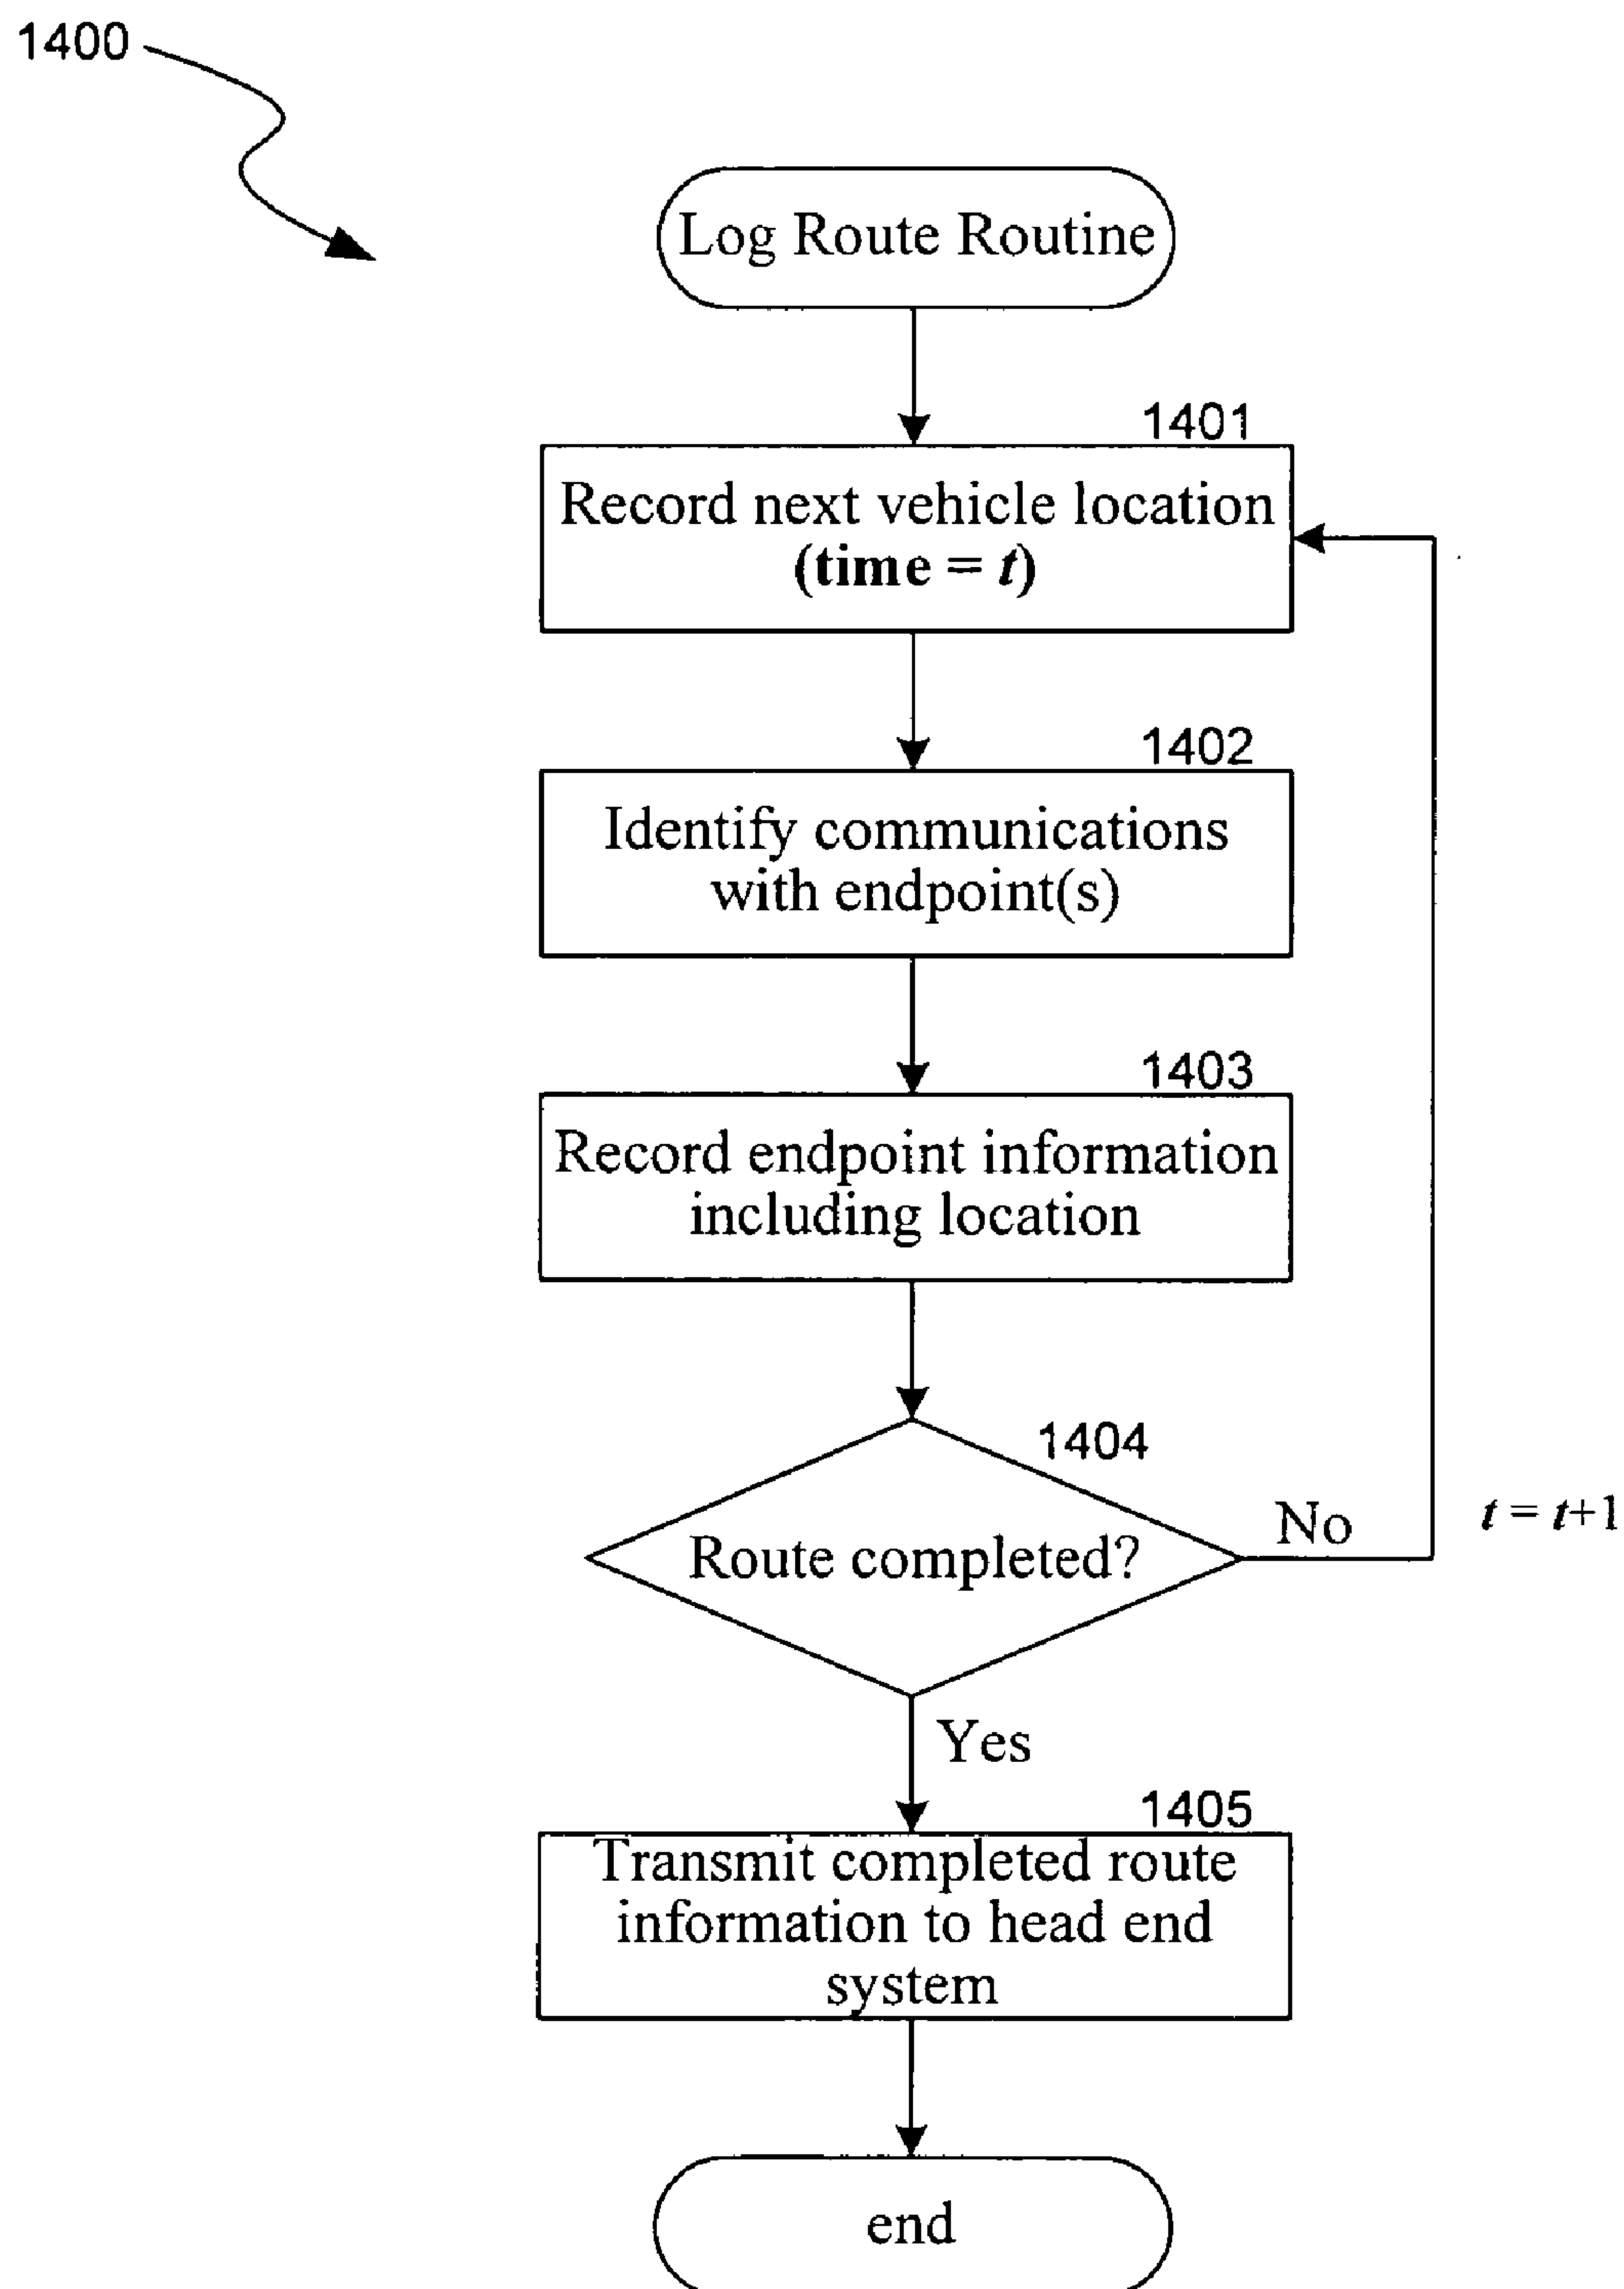 1400
Log Route Routine
1401
Record next vehicle location
(time = t)
1402
Identify communications
with endpoint(s)
1403
Record endpoint information
including location
1404
Route completed?
No
t = t+1
Yes
1405
Transmit completed route
information to head end
system
end